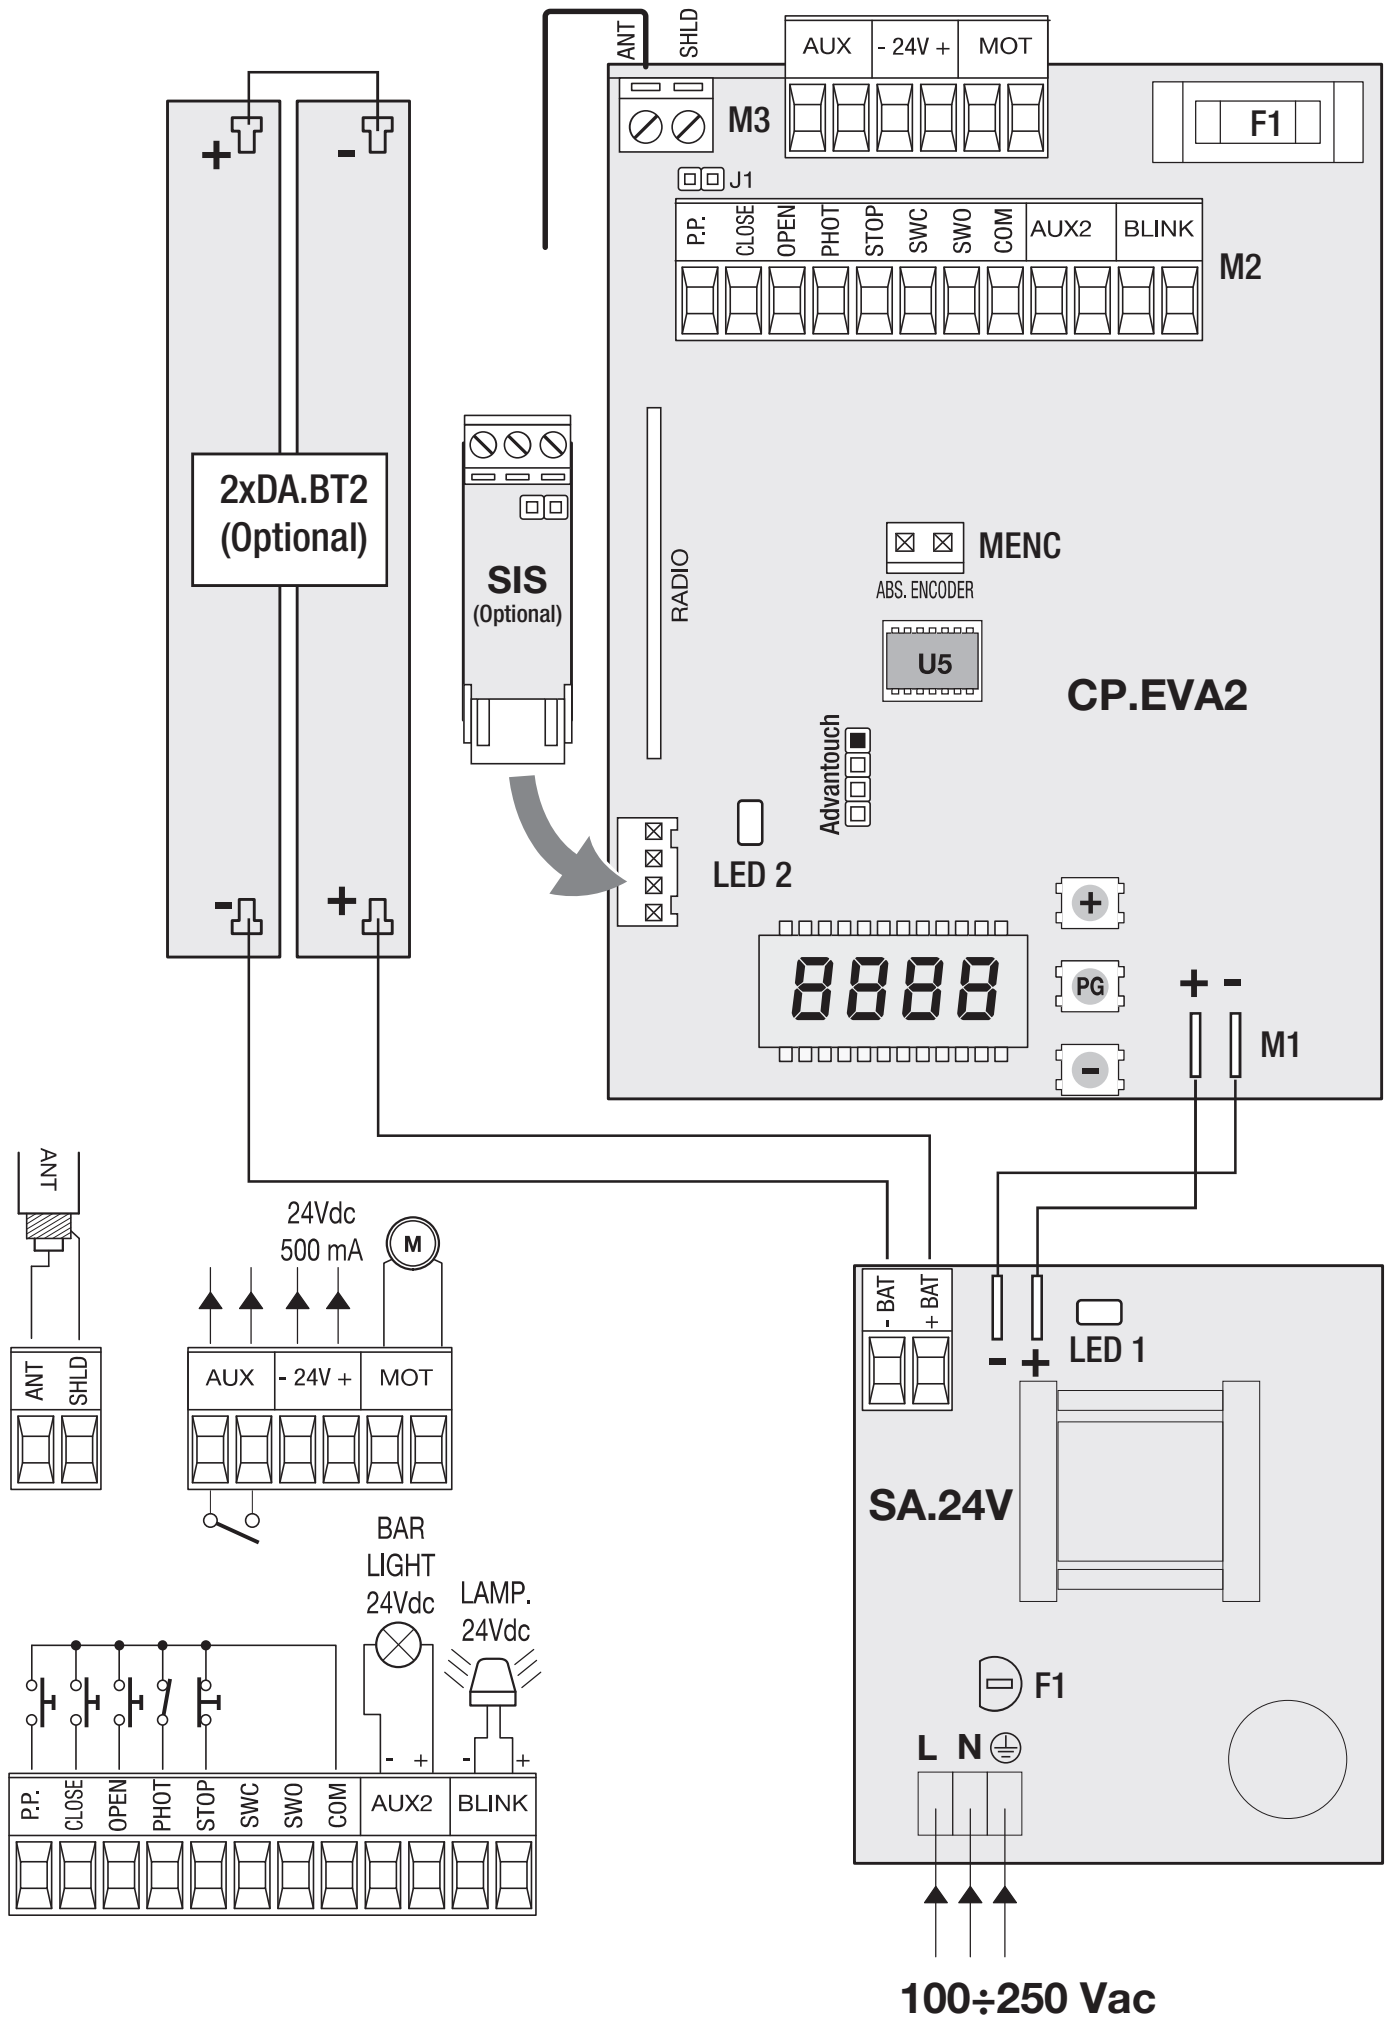 ANT
SHLD
AUX
- 24V +
MOT
M3
F1
J1
P.P.
CLOSE
OPEN
PHOT
STOP
SWC
SWO
COM
AUX2
BLINK
M2
+
-
2xDA.BT2
(Optional)
-
+
SIS
(Optional)
RADIO
MENC
ABS. ENCODER
U5
CP.EVA2
Advantouch
LED 2
8888
+
PG
-
+ -
M1
ANT
24Vdc
500 mA
M
ANT
SHLD
AUX
- 24V +
MOT
- BAT
+ BAT
- +
LED 1
SA.24V
BAR
LIGHT
24Vdc
LAMP.
24Vdc
- +
- +
P.P.
CLOSE
OPEN
PHOT
STOP
SWC
SWO
COM
AUX2
BLINK
F1
L N
100÷250 Vac